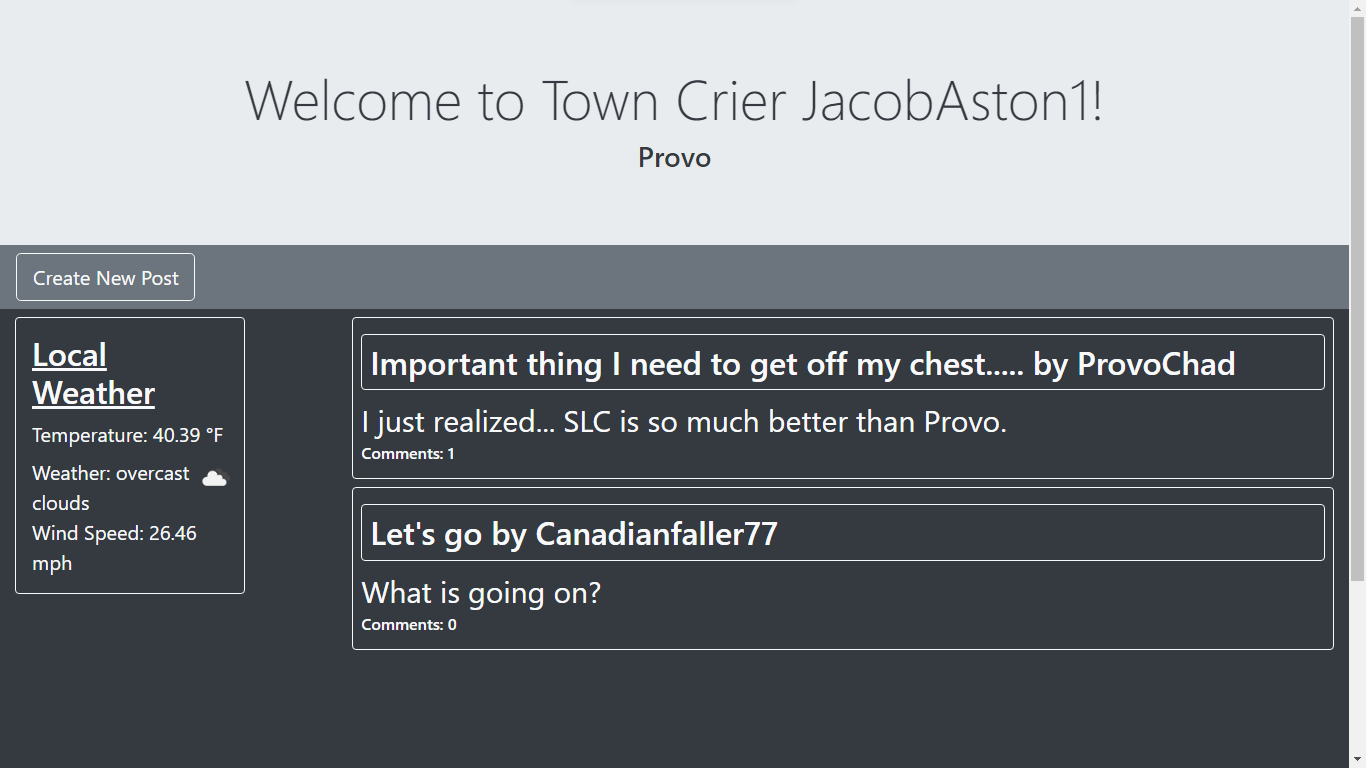 Welcome to Town Crier JacobAston1!
Provo
Create New Post
Local
Weather
Temperature: 40.39 °F
Weather: overcast
clouds
Wind Speed: 26.46
mph
Important thing I need to get off my chest..... by ProvoChad
I just realized... SLC is so much better than Provo.
Comments: 1
Let's go by Canadianfaller77
What is going on?
Comments: 0